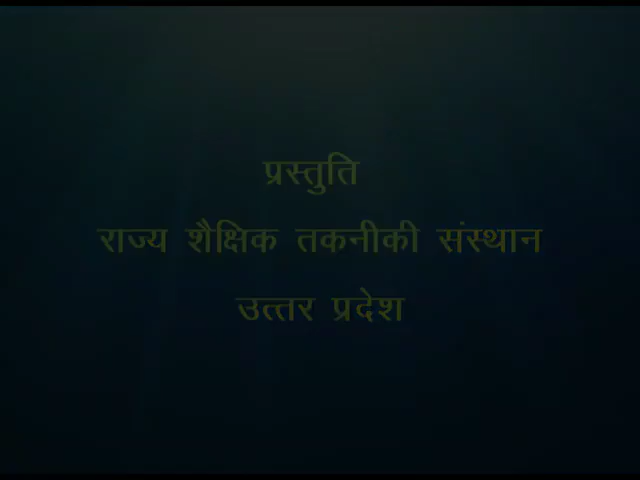 प्रस्तुति
राज्य शैक्षिक तकनीकी संस्थान
उत्तर प्रदेश